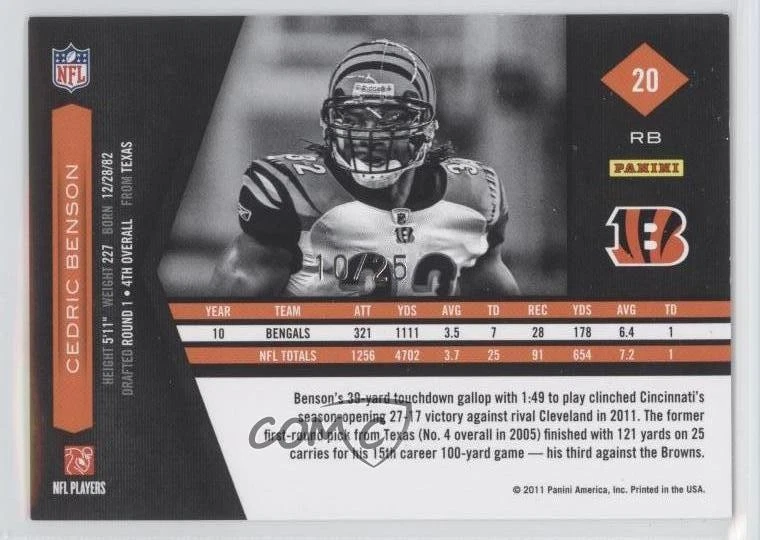 NFL
CEDRIC BENSON
HEIGHT 5'11" WEIGHT 227 BORN 12/28/82
DRAFTED ROUND 1 • 4TH OVERALL FROM TEXAS
NFL PLAYERS
Riddell
32
32
10/25
20
RB
PANINI
B
YEAR TEAM ATT YDS AVG TD REC YDS AVG TD
10 BENGALS 321 1111 3.5 7 28 178 6.4 1
NFL TOTALS 1256 4702 3.7 25 91 654 7.2 1
Benson's 39-yard touchdown gallop with 1:49 to play clinched Cincinnati's
season-opening 27-17 victory against rival Cleveland in 2011. The former
first-round pick from Texas (No. 4 overall in 2005) finished with 121 yards on 25
carries for his 15th career 100-yard game — his third against the Browns.
COMC
© 2011 Panini America, Inc. Printed in the USA.